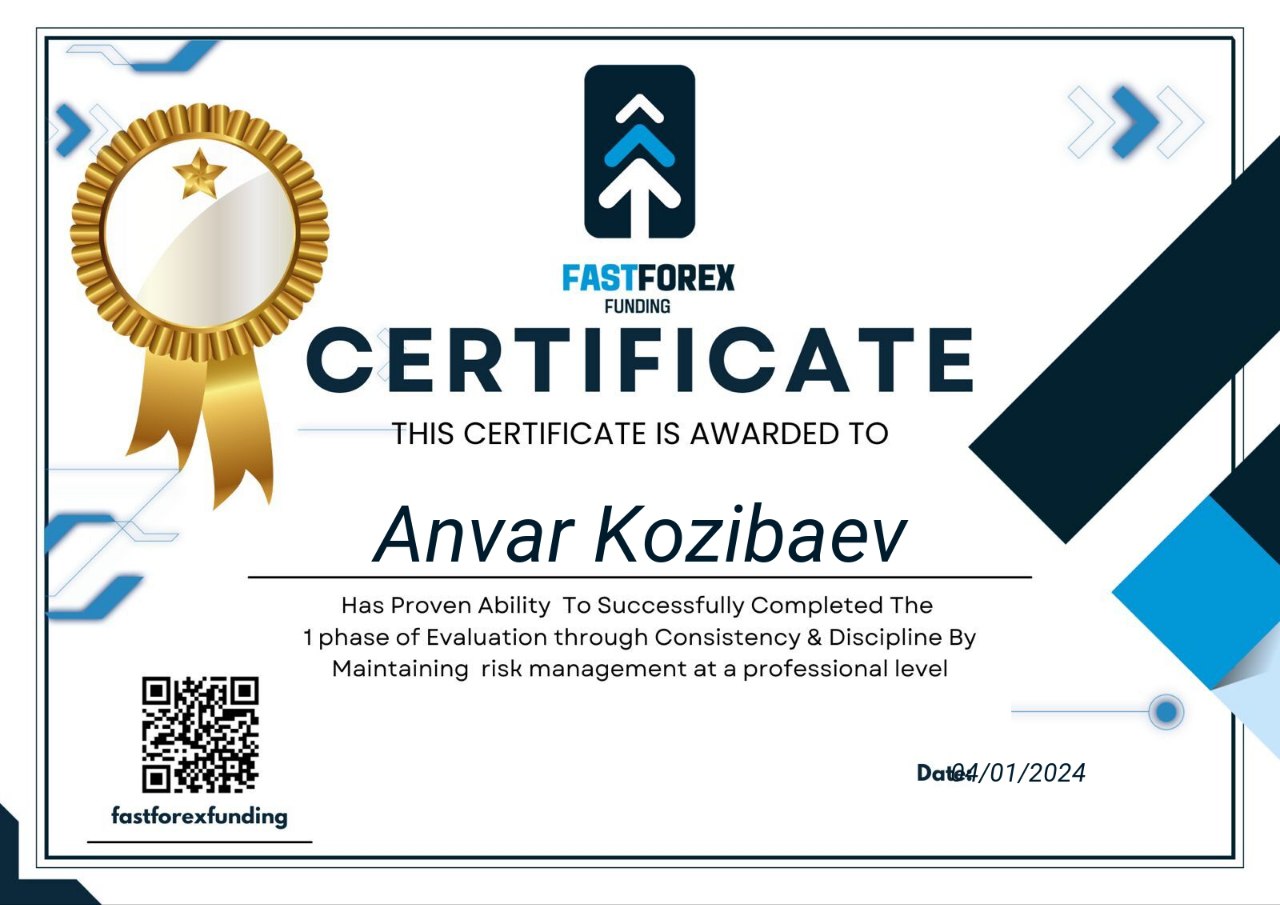 FASTFOREX
FUNDING
CERTIFICATE
THIS CERTIFICATE IS AWARDED TO
Anvar Kozibaev
Has Proven Ability To Successfully Completed The
1 phase of Evaluation through Consistency & Discipline By
Maintaining risk management at a professional level
Date: 04/01/2024
fastforexfunding